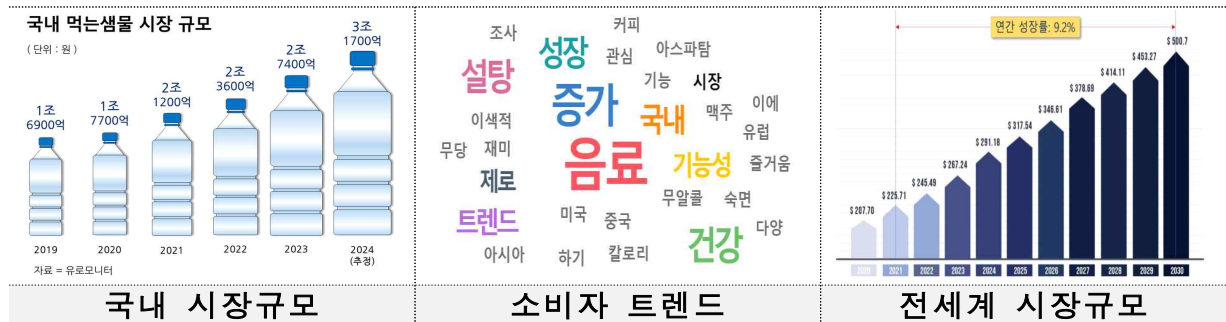 국내 먹는샘물 시장 규모
( 단위 : 원 )
1조
6900억
1조
7700억
2조
1200억
2조
3600억
2조
7400억
3조
1700억
2019
2020
2021
2022
2023
2024
(추정)
자료 = 유로모니터
국내 시장규모
조사
커피
성장
관심
아스파탐
설탕
기능
시장
증가
이색적
국내
맥주
이에
유럽
무당
재미
음료
기능성
즐거움
제로
무알콜
숙면
트렌드
미국
중국
다양
아시아
하기
칼로리
건강
소비자 트렌드
연간 성장률: 9.2%
$ 207.70
$ 225.71
$ 245.49
$ 267.24
$ 291.18
$ 317.54
$ 346.61
$ 378.69
$ 414.11
$ 453.27
$ 500.7
2020
2021
2022
2023
2024
2025
2026
2027
2028
2029
2030
전세계 시장규모